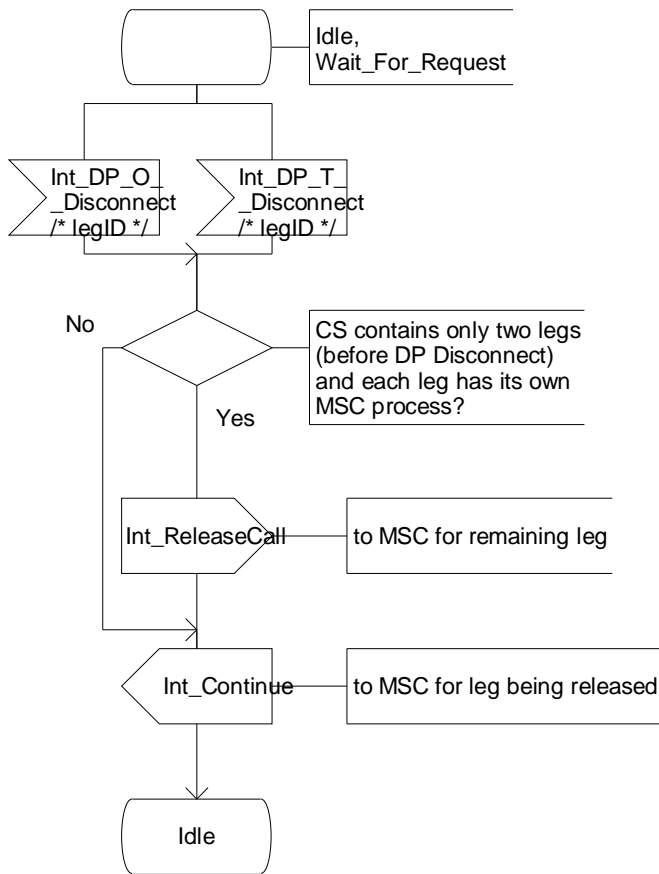 Idle,
Wait_For_Request
Int_DP_O_
_Disconnect
/* legID */
Int_DP_T_
_Disconnect
/* legID */
No
CS contains only two legs
(before DP Disconnect)
and each leg has its own
MSC process?
Yes
Int_ReleaseCall
to MSC for remaining leg
Int_Continue
to MSC for leg being released
Idle